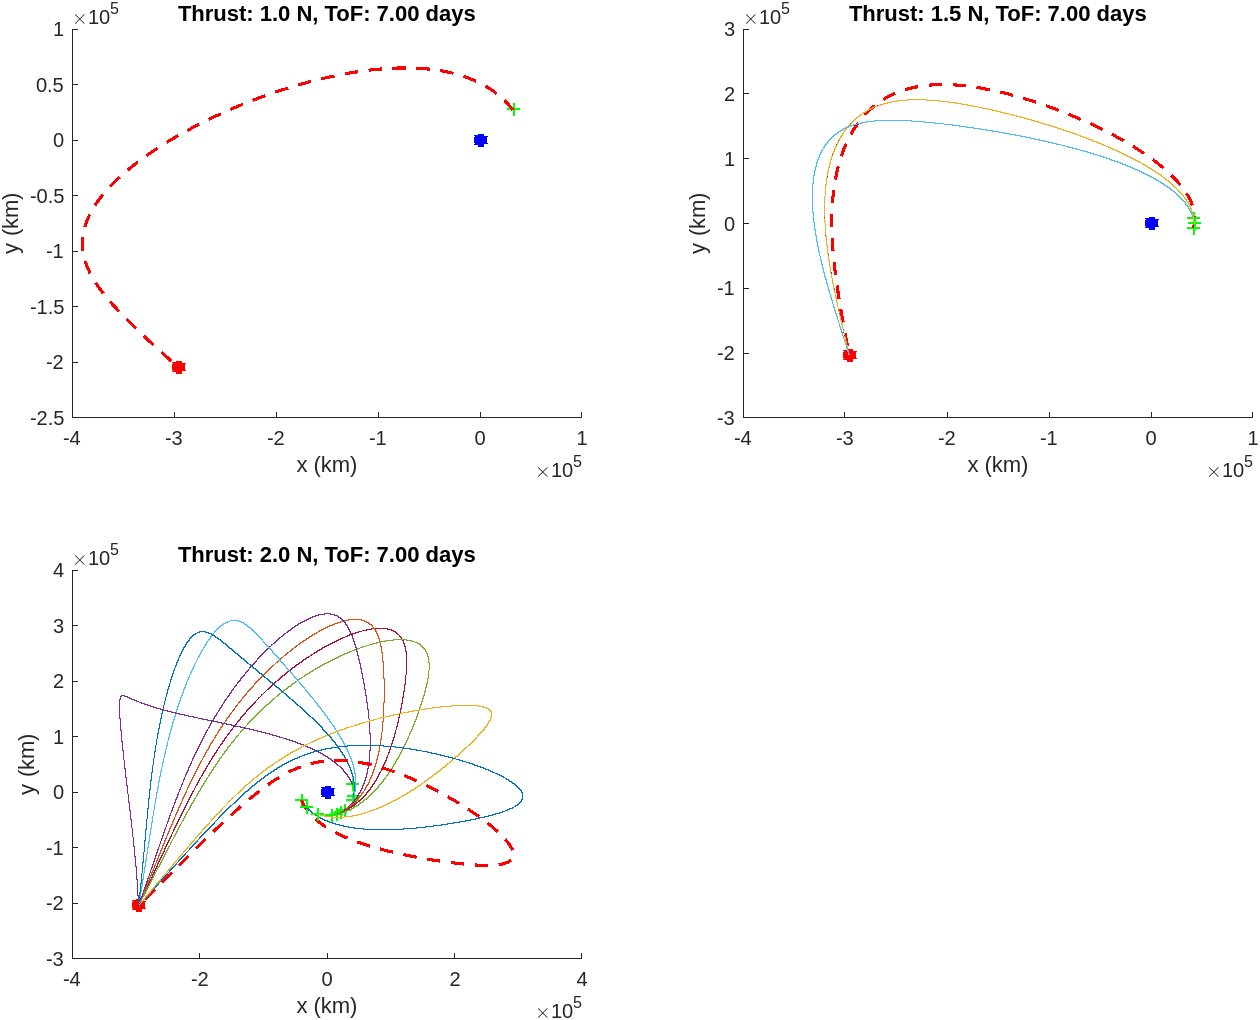 Thrust: 1.0 N, ToF: 7.00 days
×10^5
1
0.5
0
-0.5
-1
-1.5
-2
-2.5
y (km)
-4 -3 -2 -1 0 1
x (km)
×10^5
Thrust: 1.5 N, ToF: 7.00 days
×10^5
3
2
1
0
-1
-2
-3
y (km)
-4 -3 -2 -1 0 1
x (km)
×10^5
Thrust: 2.0 N, ToF: 7.00 days
×10^5
4
3
2
1
0
-1
-2
-3
y (km)
-4 -2 0 2 4
x (km)
×10^5